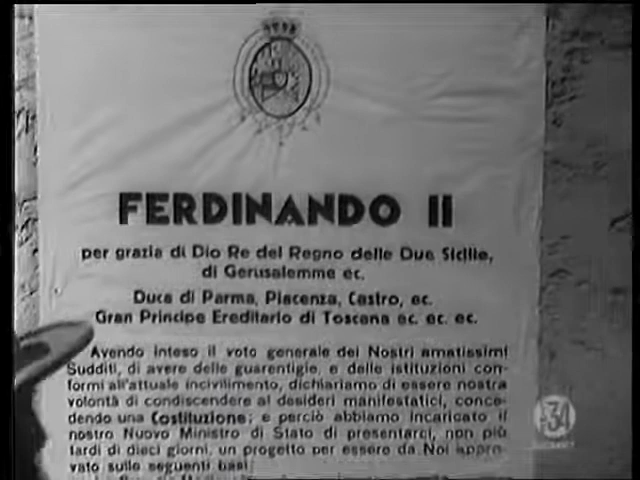 FERDINANDO II
per grazia di Dio Re del Regno delle Due Sicilie,
di Gerusalemme ec.
Duca di Parma, Piacenza, Castro, ec.
Gran Principe Ereditario di Toscana ec. ec. ec.
Avendo inteso il voto generale dei Nostri amatissimi
Sudditi, di avere delle guarentigie, e delle istituzioni con-
formi all'attuale incivilimento, dichiariamo di essere nostra
volontà di condiscendere ai desideri manifestatici, conce-
dendo una Costituzione; e perciò abbiamo incaricato il
nostro Nuovo Ministro di Stato di presentarci, non più
tardi di dieci giorni, un progetto per essere da Noi appro-
vato sulle seguenti basi
34